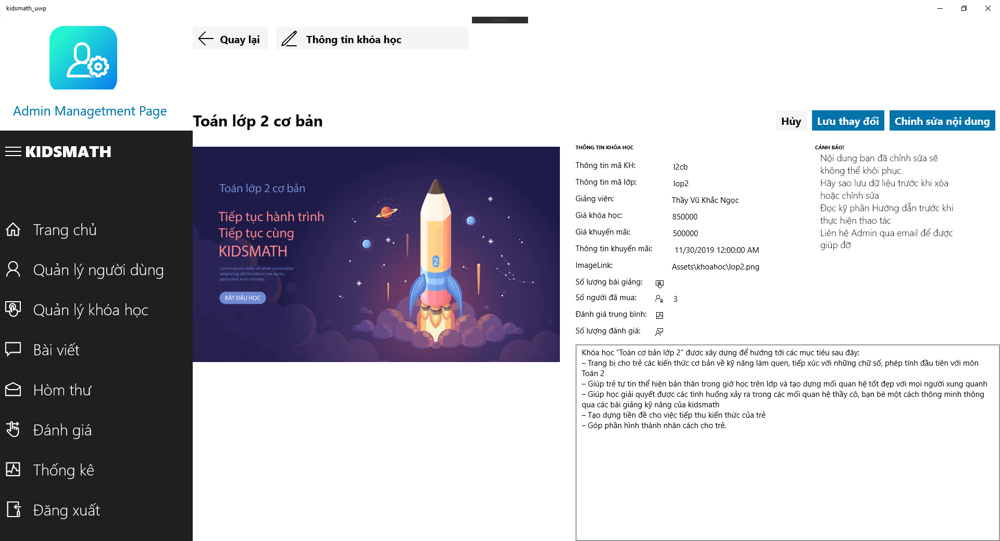 kidsmath_uwp
Quay lại
Thông tin khóa học
Admin Managetment Page
KIDSMATH
Trang chủ
Quản lý người dùng
Quản lý khóa học
Bài viết
Hòm thư
Đánh giá
Thống kê
Đăng xuất
Toán lớp 2 cơ bản
Hủy
Lưu thay đổi
Chỉnh sửa nội dung
Toán lớp 2 cơ bản
Tiếp tục hành trình
Tiếp tục cùng
KIDSMATH
Lorem ipsum dolor sit amet consectetur
adipiscing elit tincidunt cras sociis,
parturient enim montes.
BẮT ĐẦU HỌC
2
THÔNG TIN KHÓA HỌC
Thông tin mã KH: l2cb
Thông tin mã lớp: lop2
Giảng viên: Thầy Vũ Khắc Ngọc
Giá khóa học: 850000
Giá khuyến mãi: 500000
Thông tin khuyến mãi: 11/30/2019 12:00:00 AM
ImageLink: Assets\khoahoc\lop2.png
Số lượng bài giảng:
Số người đã mua: 3
Đánh giá trung bình:
Số lượng đánh giá:
CẢNH BÁO!
Nội dung bạn đã chỉnh sửa sẽ
không thể khôi phục.
Hãy sao lưu dữ liệu trước khi xóa
hoặc chỉnh sửa
Đọc kỹ phần Hướng dẫn trước khi
thực hiện thao tác
Liên hệ Admin qua email để được
giúp đỡ
Khóa học “Toán cơ bản lớp 2” được xây dựng để hướng tới các mục tiêu sau đây:
– Trang bị cho trẻ các kiến thức cơ bản về kỹ năng làm quen, tiếp xúc với những chữ số, phép tính đầu tiên với môn
Toán 2
– Giúp trẻ tự tin thể hiện bản thân trong giờ học trên lớp và tạo dựng mối quan hệ tốt đẹp với mọi người xung quanh
– Giúp học giải quyết được các tình huống xảy ra trong các mối quan hệ thầy cô, bạn bè một cách thông minh thông
qua các bài giảng kỹ năng của kidsmath
– Tạo dựng tiền đề cho việc tiếp thu kiến thức của trẻ
– Góp phần hình thành nhân cách cho trẻ.